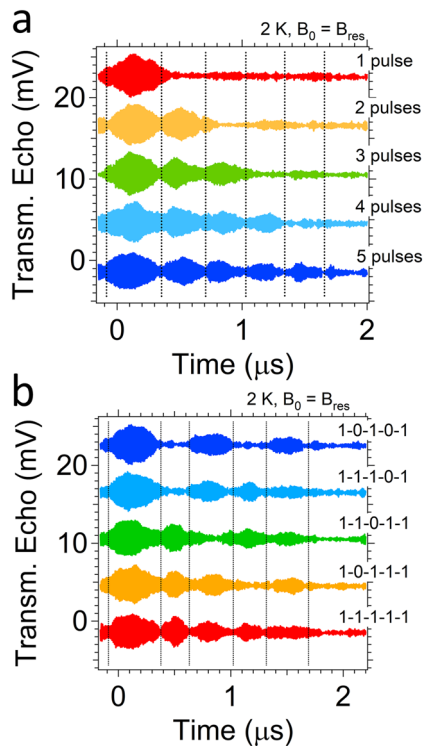 a
2 K, B0 = Bres
1 pulse
2 pulses
3 pulses
4 pulses
5 pulses
Transm. Echo (mV)
20
10
0
0
1
2
Time (μs)
b
2 K, B0 = Bres
1-0-1-0-1
1-1-1-0-1
1-1-0-1-1
1-0-1-1-1
1-1-1-1-1
Transm. Echo (mV)
20
10
0
0
1
2
Time (μs)